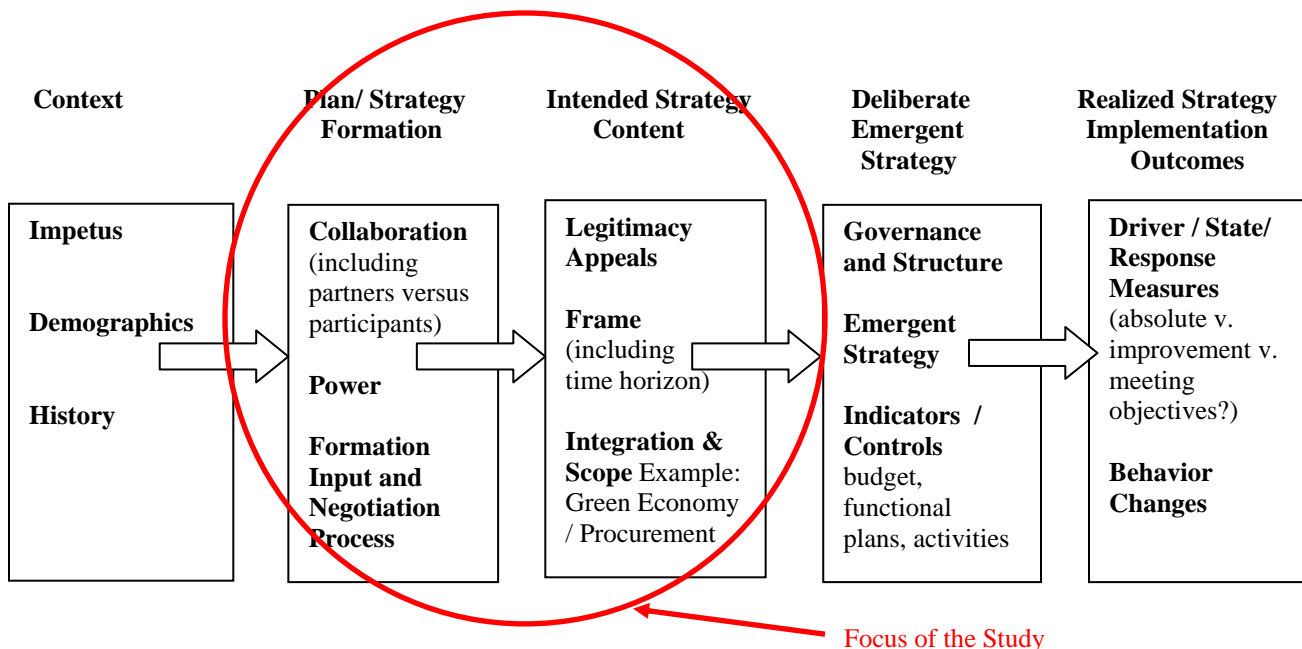 Context
Plan/ Strategy
Formation
Intended Strategy
Content
Deliberate
Emergent
Strategy
Realized Strategy
Implementation
Outcomes
Impetus
Demographics
History
Collaboration
(including
partners versus
participants)
Power
Formation
Input and
Negotiation
Process
Legitimacy
Appeals
Frame
(including
time horizon)
Integration &
Scope Example:
Green Economy
/ Procurement
Governance
and Structure
Emergent
Strategy
Indicators /
Controls
budget,
functional
plans, activities
Driver / State/
Response
Measures
(absolute v.
improvement v.
meeting
objectives?)
Behavior
Changes
Focus of the Study